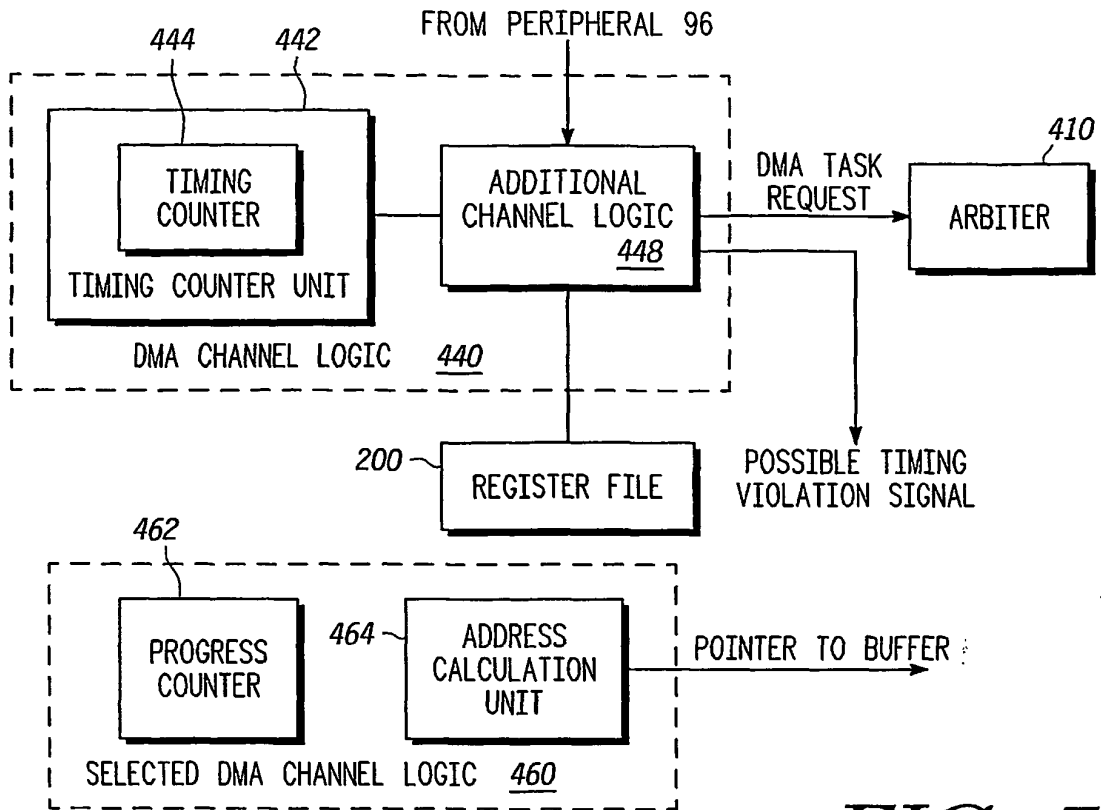 FROM PERIPHERAL 96
444
442
TIMING
COUNTER
TIMING COUNTER UNIT
ADDITIONAL
CHANNEL LOGIC
448
DMA TASK
REQUEST
410
ARBITER
DMA CHANNEL LOGIC 440
200
REGISTER FILE
POSSIBLE TIMING
VIOLATION SIGNAL
462
PROGRESS
COUNTER
464
ADDRESS
CALCULATION
UNIT
POINTER TO BUFFER
SELECTED DMA CHANNEL LOGIC 460